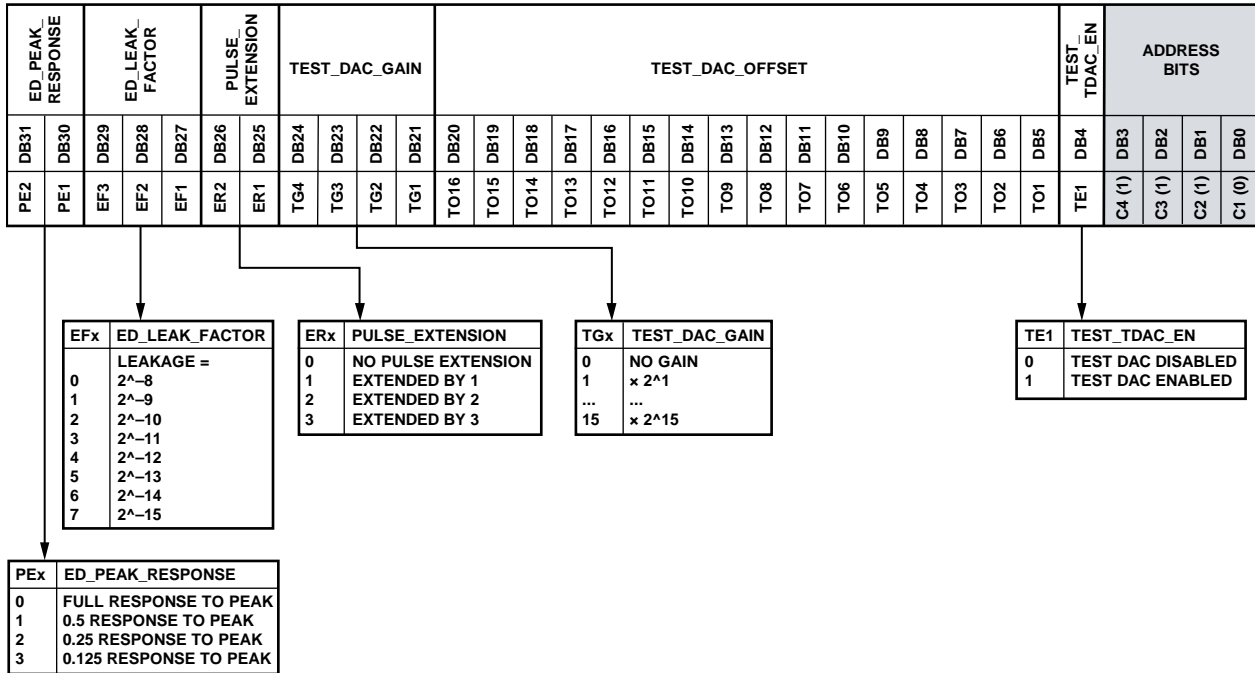 ED_PEAK_
RESPONSE
ED_LEAK_
FACTOR
PULSE_
EXTENSION
TEST_DAC_GAIN
TEST_DAC_OFFSET
TEST_
TDAC_EN
ADDRESS
BITS
DB31 DB30 DB29 DB28 DB27 DB26 DB25 DB24 DB23 DB22 DB21 DB20 DB19 DB18 DB17 DB16 DB15 DB14 DB13 DB12 DB11 DB10 DB9 DB8 DB7 DB6 DB5 DB4 DB3 DB2 DB1 DB0
PE2 PE1 EF3 EF2 EF1 ER2 ER1 TG4 TG3 TG2 TG1 TO16 TO15 TO14 TO13 TO12 TO11 TO10 TO9 TO8 TO7 TO6 TO5 TO4 TO3 TO2 TO1 TE1 C4 (1) C3 (1) C2 (1) C1 (0)
EFx ED_LEAK_FACTOR
LEAKAGE =
0 2^–8
1 2^–9
2 2^–10
3 2^–11
4 2^–12
5 2^–13
6 2^–14
7 2^–15
ERx PULSE_EXTENSION
0 NO PULSE EXTENSION
1 EXTENDED BY 1
2 EXTENDED BY 2
3 EXTENDED BY 3
TGx TEST_DAC_GAIN
0 NO GAIN
1 × 2^1
... ...
15 × 2^15
TE1 TEST_TDAC_EN
0 TEST DAC DISABLED
1 TEST DAC ENABLED
PEx ED_PEAK_RESPONSE
0 FULL RESPONSE TO PEAK
1 0.5 RESPONSE TO PEAK
2 0.25 RESPONSE TO PEAK
3 0.125 RESPONSE TO PEAK